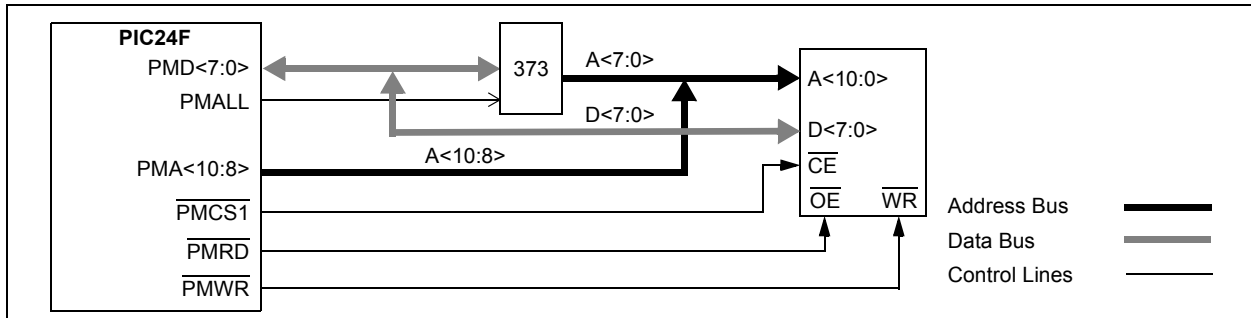 PIC24F
PMD<7:0>
373
A<7:0>
A<10:0>
PMALL
D<7:0>
D<7:0>
A<10:8>
PMA<10:8>
CE
PMCS1
OE WR
Address Bus
PMRD
Data Bus
PMWR
Control Lines